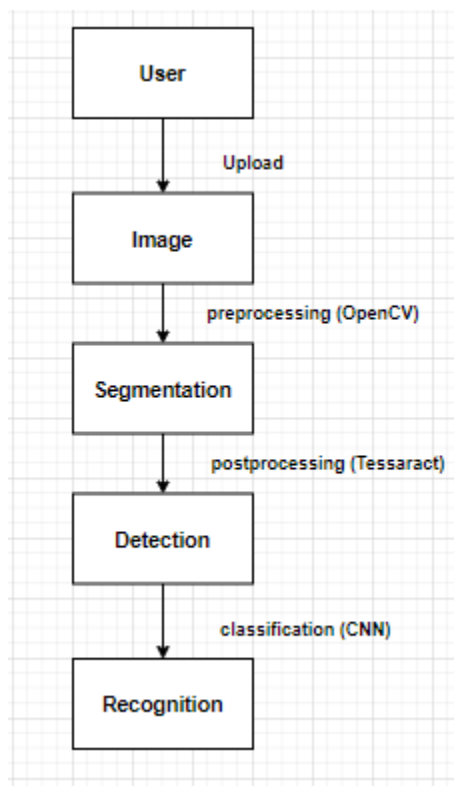 User
Upload
Image
preprocessing (OpenCV)
Segmentation
postprocessing (Tessaract)
Detection
classification (CNN)
Recognition